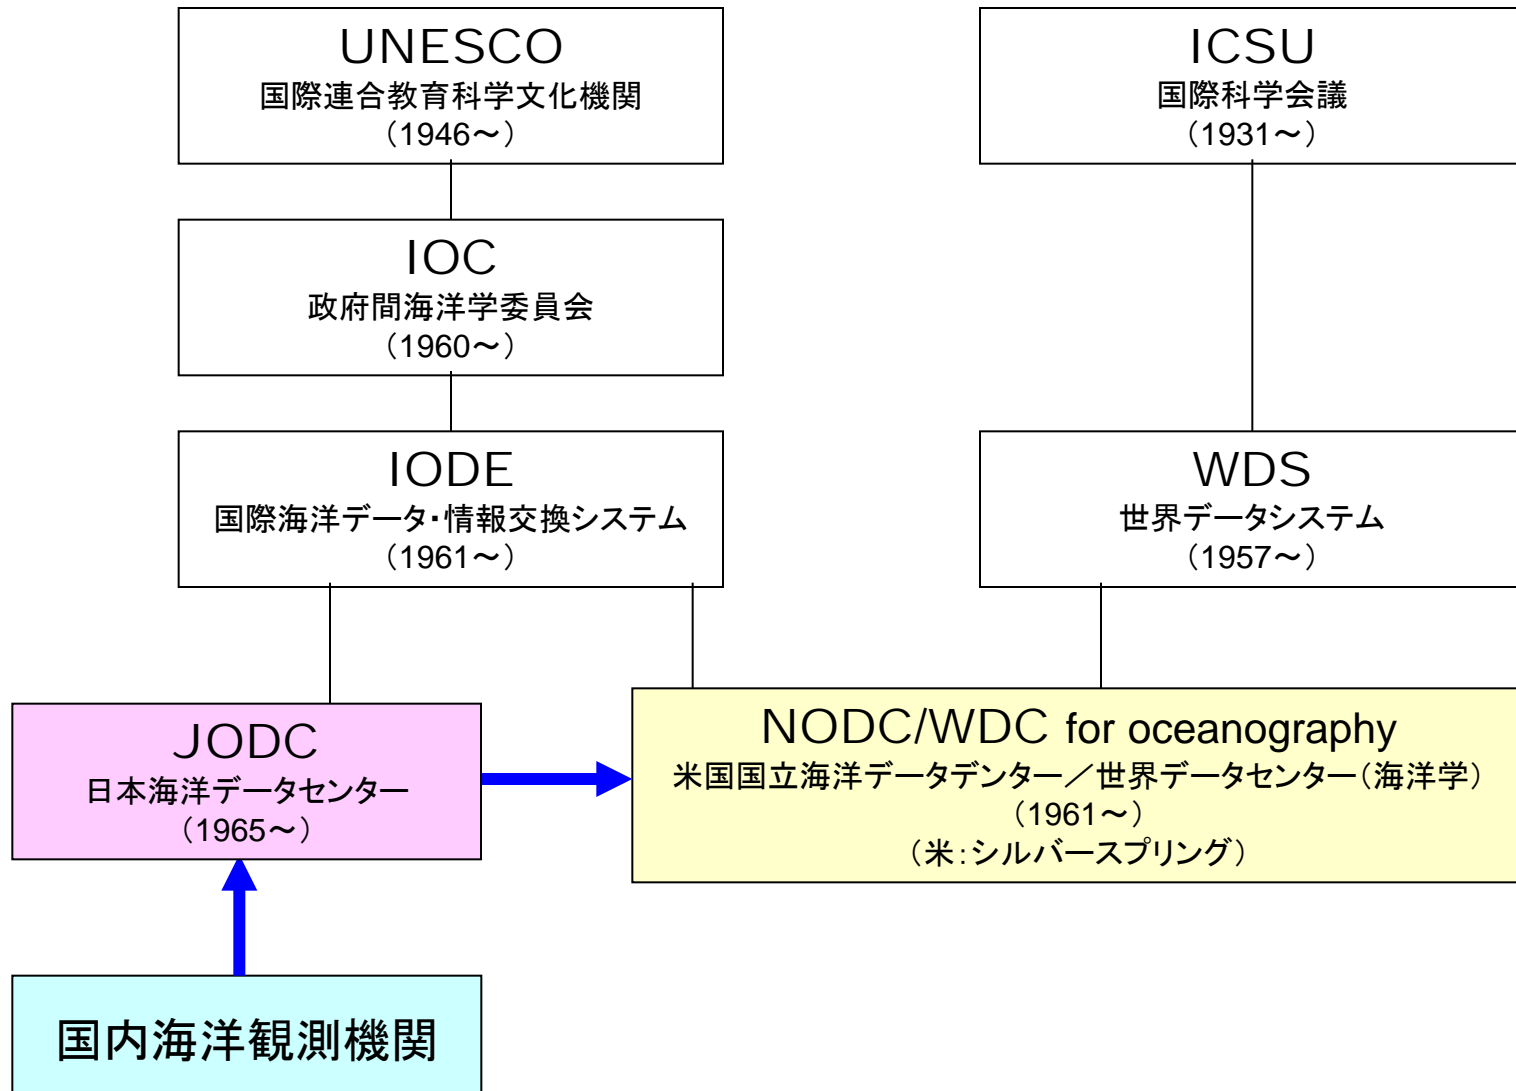 UNESCO
国際連合教育科学文化機関
（1946～）
ICSU
国際科学会議
（1931～）
IOC
政府間海洋学委員会
（1960～）
IODE
国際海洋データ・情報交換システム
（1961～）
WDS
世界データシステム
（1957～）
JODC
日本海洋データセンター
（1965～）
NODC/WDC for oceanography
米国国立海洋データデンター／世界データセンター（海洋学）
（1961～）
（米：シルバースプリング）
国内海洋観測機関